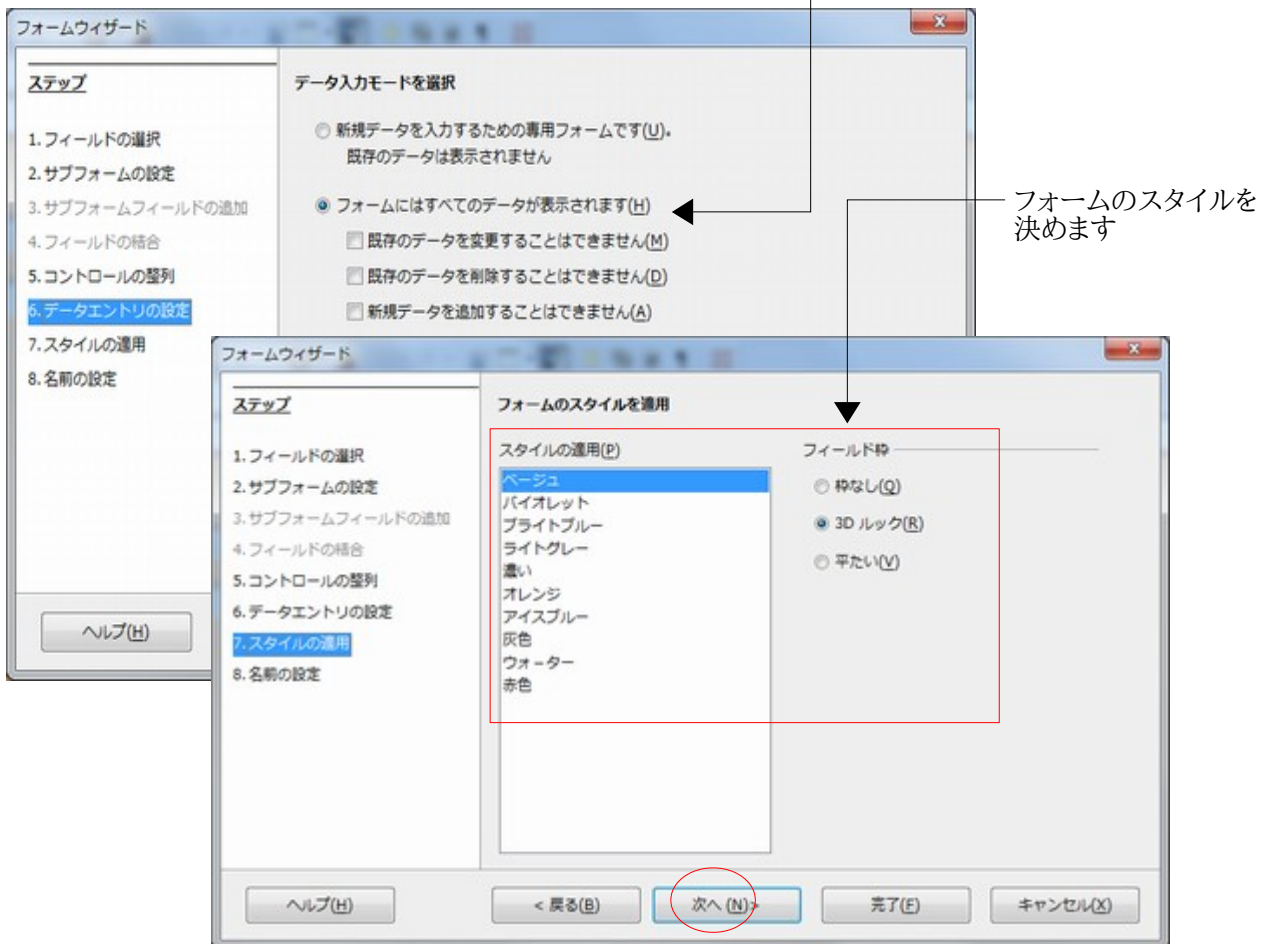 フォームウィザード
ステップ
1.フィールドの選択
2.サブフォームの設定
3.サブフォームフィールドの追加
4.フィールドの結合
5.コントロールの整列
6.データエントリの設定
7.スタイルの適用
8.名前の設定
ヘルプ(H)
データ入力モードを選択
新規データを入力するための専用フォームです(U)。
既存のデータは表示されません
フォームにはすべてのデータが表示されます(H)
既存のデータを変更することはできません(M)
既存のデータを削除することはできません(D)
新規データを追加することはできません(A)
フォームのスタイルを
決めます
フォームウィザード
ステップ
1.フィールドの選択
2.サブフォームの設定
3.サブフォームフィールドの追加
4.フィールドの結合
5.コントロールの整列
6.データエントリの設定
7.スタイルの適用
8.名前の設定
フォームのスタイルを適用
スタイルの適用(P)
ベージュ
バイオレット
ブライトブルー
ライトグレー
濃い
オレンジ
アイスブルー
灰色
ウォーター
赤色
フィールド枠
枠なし(Q)
3D ルック(R)
平たい(V)
ヘルプ(H)
< 戻る(B)
次へ (N)>
完了(F)
キャンセル(X)